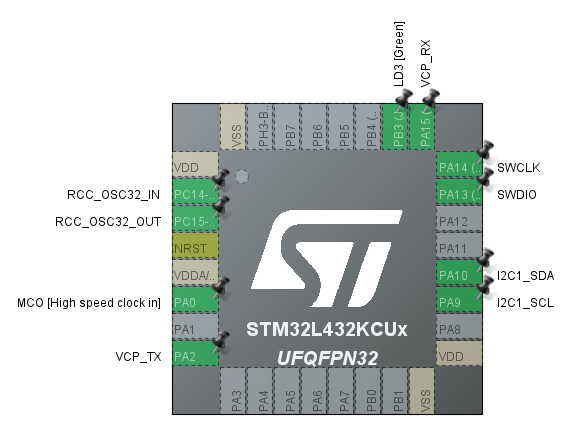 LD3 [Green]
VCP_RX
VSS
PH3-B..
PB7
PB6
PB5
PB4 (..
PB3 (J..
PA15 (..
VDD
PA14 (..
SWCLK
RCC_OSC32_IN
PC14-..
PA13 (..
SWDIO
RCC_OSC32_OUT
PC15-..
PA12
NRST
PA11
VDDA/..
PA10
I2C1_SDA
MCO [High speed clock in]
PA0
PA9
I2C1_SCL
PA1
STM32L432KCUx
PA8
VCP_TX
PA2
UFQFPN32
VDD
PA3
PA4
PA5
PA6
PA7
PB0
PB1
VSS